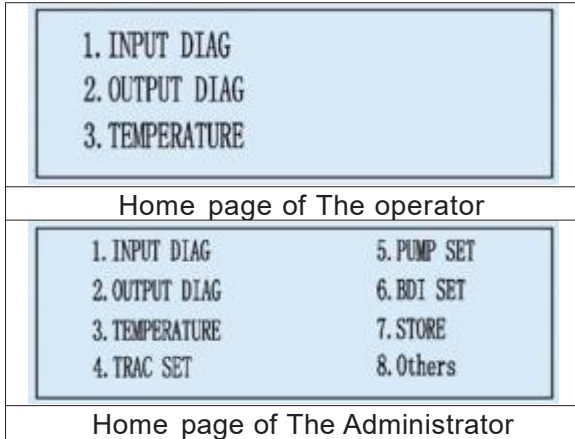 1. INPUT DIAG
2. OUTPUT DIAG
3. TEMPERATURE
Home page of The operator
1. INPUT DIAG
2. OUTPUT DIAG
3. TEMPERATURE
4. TRAC SET
5. PUMP SET
6. BDI SET
7. STORE
8. Others
Home page of The Administrator